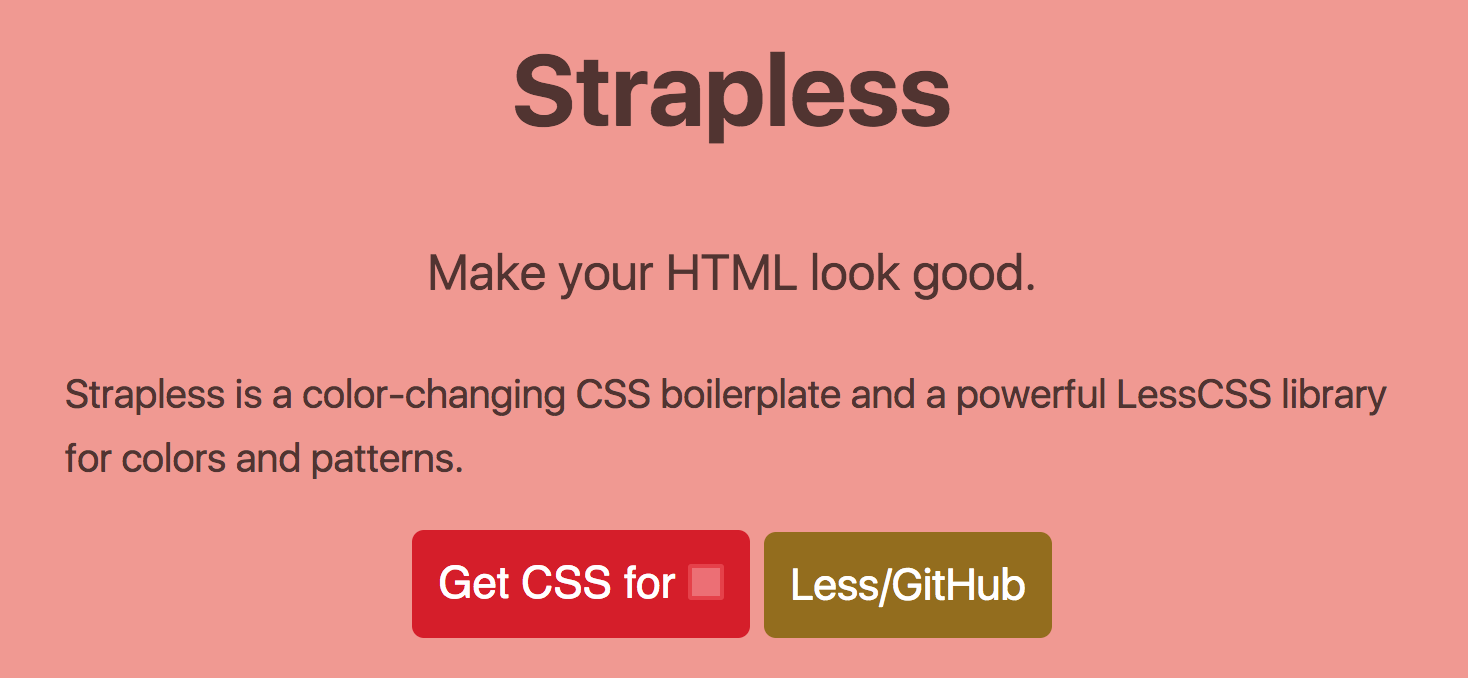 Strapless
Make your HTML look good.
Strapless is a color-changing CSS boilerplate and a powerful LessCSS library
for colors and patterns.
Get CSS for
Less/GitHub